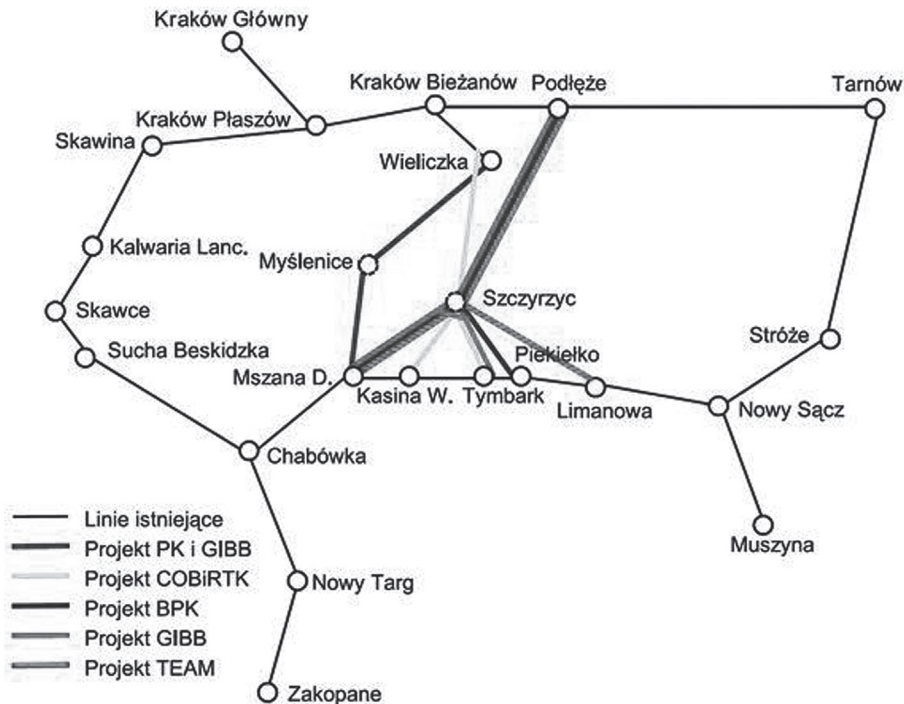 Kraków Główny
Kraków Bieżanów
Podłęże
Tarnów
Kraków Płaszów
Skawina
Wieliczka
Kalwaria Lanc.
Myślenice
Skawce
Szczyrzyc
Stróże
Sucha Beskidzka
Piekiełko
Mszana D.
Kasina W.
Tymbark
Limanowa
Nowy Sącz
Chabówka
Muszyna
Nowy Targ
Zakopane
Linie istniejące
Projekt PK i GIBB
Projekt COBiRTK
Projekt BPK
Projekt GIBB
Projekt TEAM